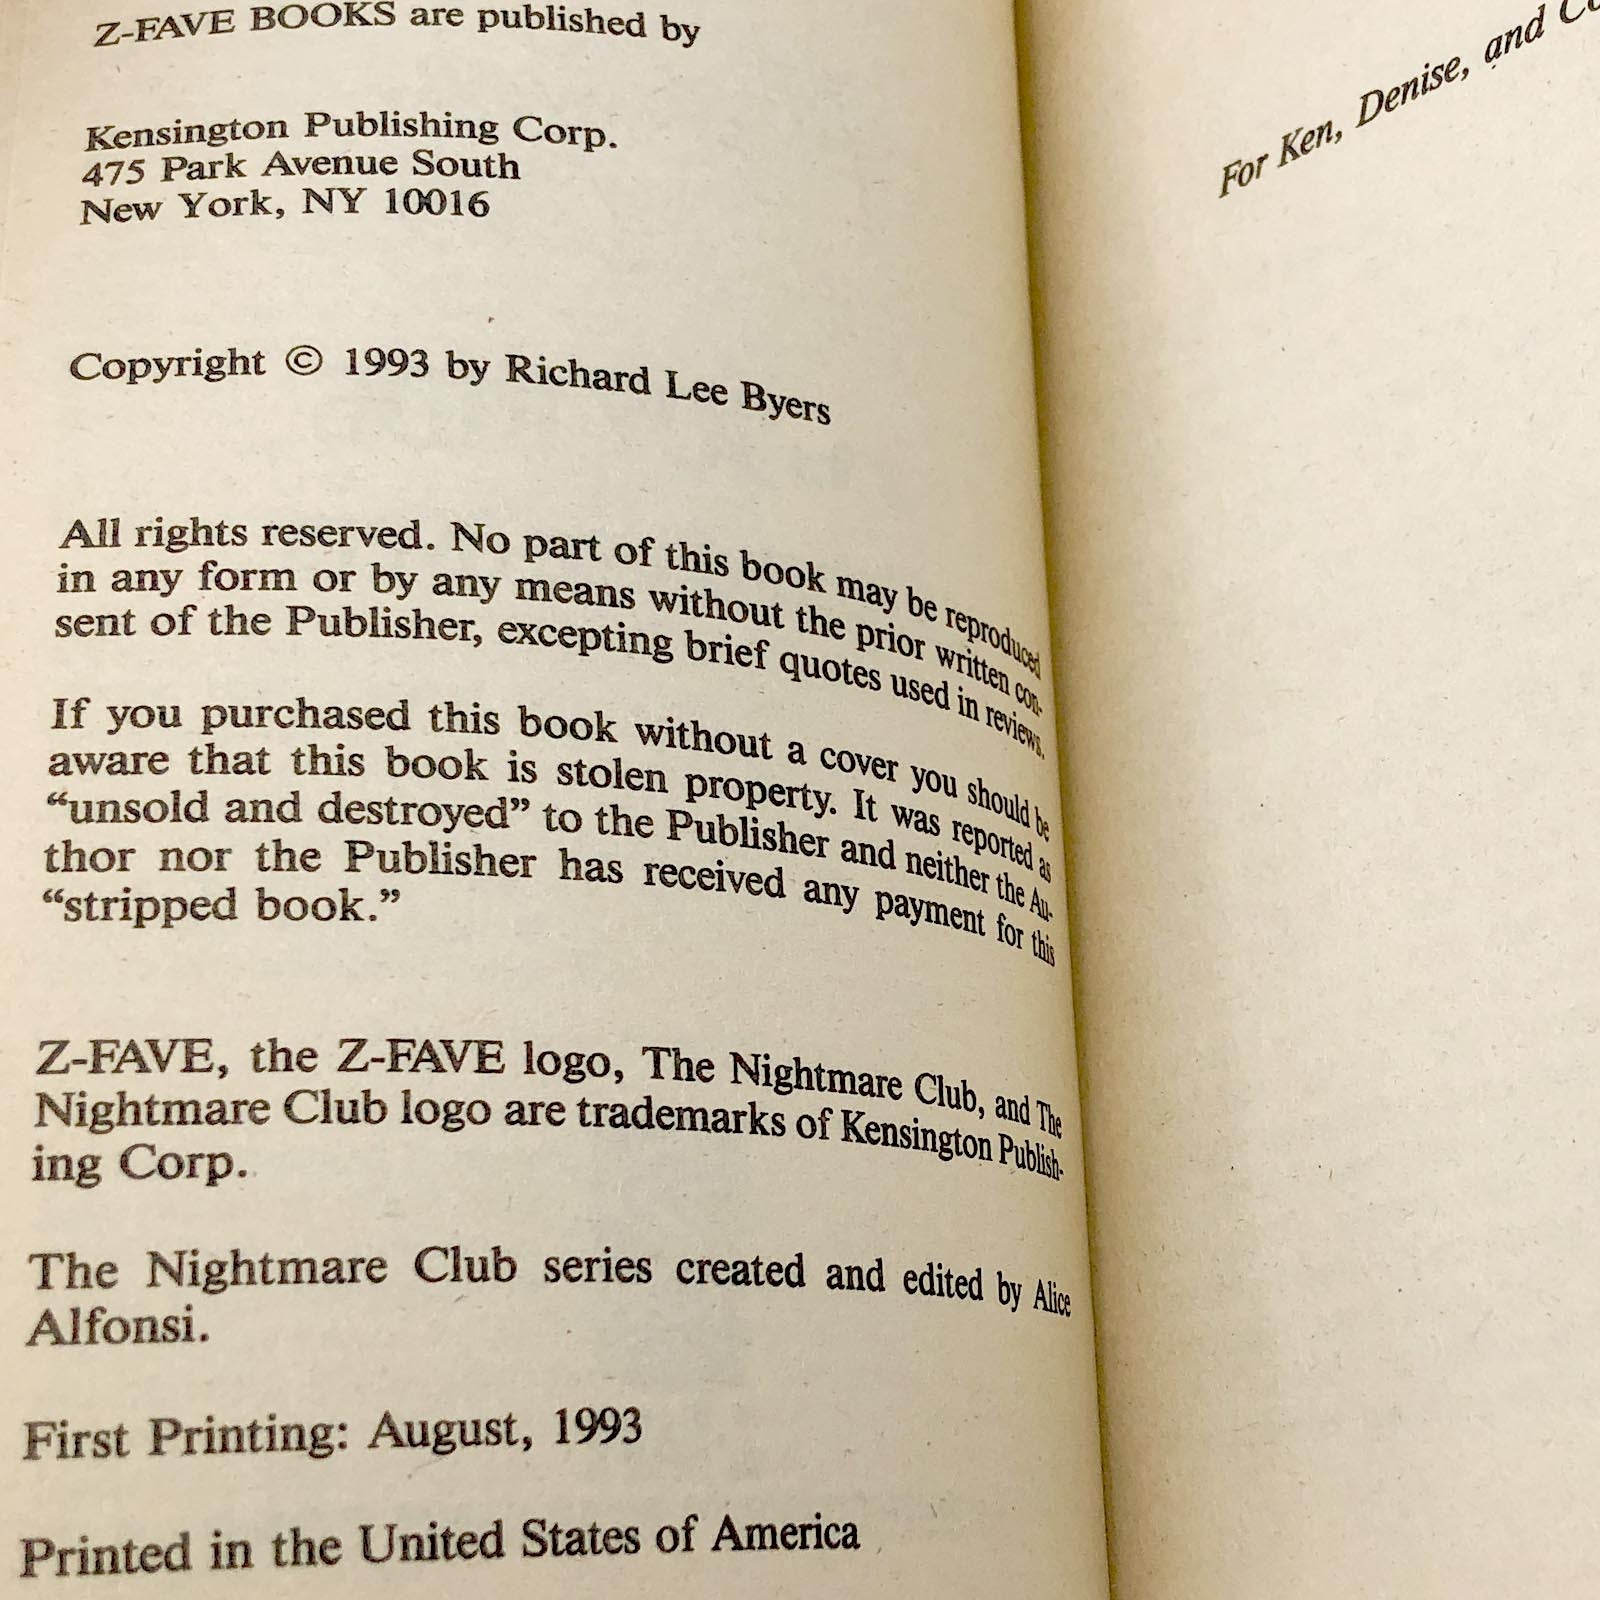 Z-FAVE BOOKS are published by
Kensington Publishing Corp.
475 Park Avenue South
New York, NY 10016
Copyright © 1993 by Richard Lee Byers
All rights reserved. No part of this book may be reproduced
in any form or by any means without the prior written con-
sent of the Publisher, excepting brief quotes used in reviews.
If you purchased this book without a cover you should be
aware that this book is stolen property. It was reported as
“unsold and destroyed” to the Publisher and neither the Au-
thor nor the Publisher has received any payment for this
“stripped book.”
Z-FAVE, the Z-FAVE logo, The Nightmare Club, and The
Nightmare Club logo are trademarks of Kensington Publish-
ing Corp.
The Nightmare Club series created and edited by Alice
Alfonsi.
First Printing: August, 1993
Printed in the United States of America
For Ken, Denise, and